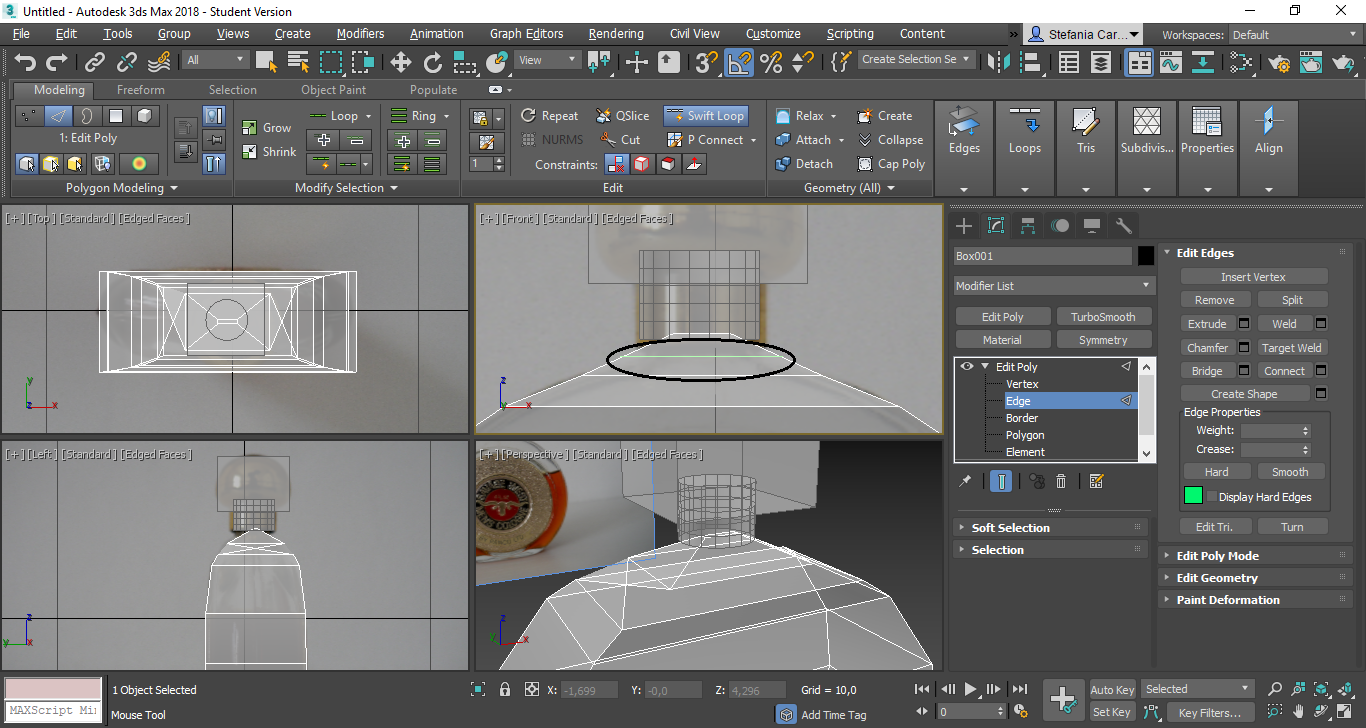 Untitled - Autodesk 3ds Max 2018 - Student Version
File Edit Tools Group Views Create Modifiers Animation Graph Editors Rendering Civil View Customize Scripting Content » Stefania Car... Workspaces: Default
All View Create Selection Se
Modeling Freeform Selection Object Paint Populate
1: Edit Poly
Polygon Modeling
Grow
Shrink
Loop Ring
Modify Selection
1
Repeat QSlice Swift Loop
NURMS Cut P Connect
Constraints:
Edit
Relax Create
Attach Collapse
Detach Cap Poly
Geometry (All)
Edges Loops Tris Subdivis... Properties Align
[+] [Top] [Standard] [Edged Faces]
y
z x
[+] [Front] [Standard] [Edged Faces]
z
y x
[+] [Left] [Standard] [Edged Faces]
z
y x
[+] [Perspective] [Standard] [Edged Faces]
z
x
Box001
Modifier List
Edit Poly TurboSmooth
Material Symmetry
Edit Poly
Vertex
Edge
Border
Polygon
Element
Soft Selection
Selection
Edit Edges
Insert Vertex
Remove Split
Extrude Weld
Chamfer Target Weld
Bridge Connect
Create Shape
Edge Properties
Weight:
Crease:
Hard Smooth
Display Hard Edges
Edit Tri. Turn
Edit Poly Mode
Edit Geometry
Paint Deformation
MAXScript Mi
1 Object Selected
Mouse Tool
X: -1,699 Y: -0,0 Z: 4,296 Grid = 10,0
Add Time Tag
0
Auto Key Selected
Set Key Key Filters...